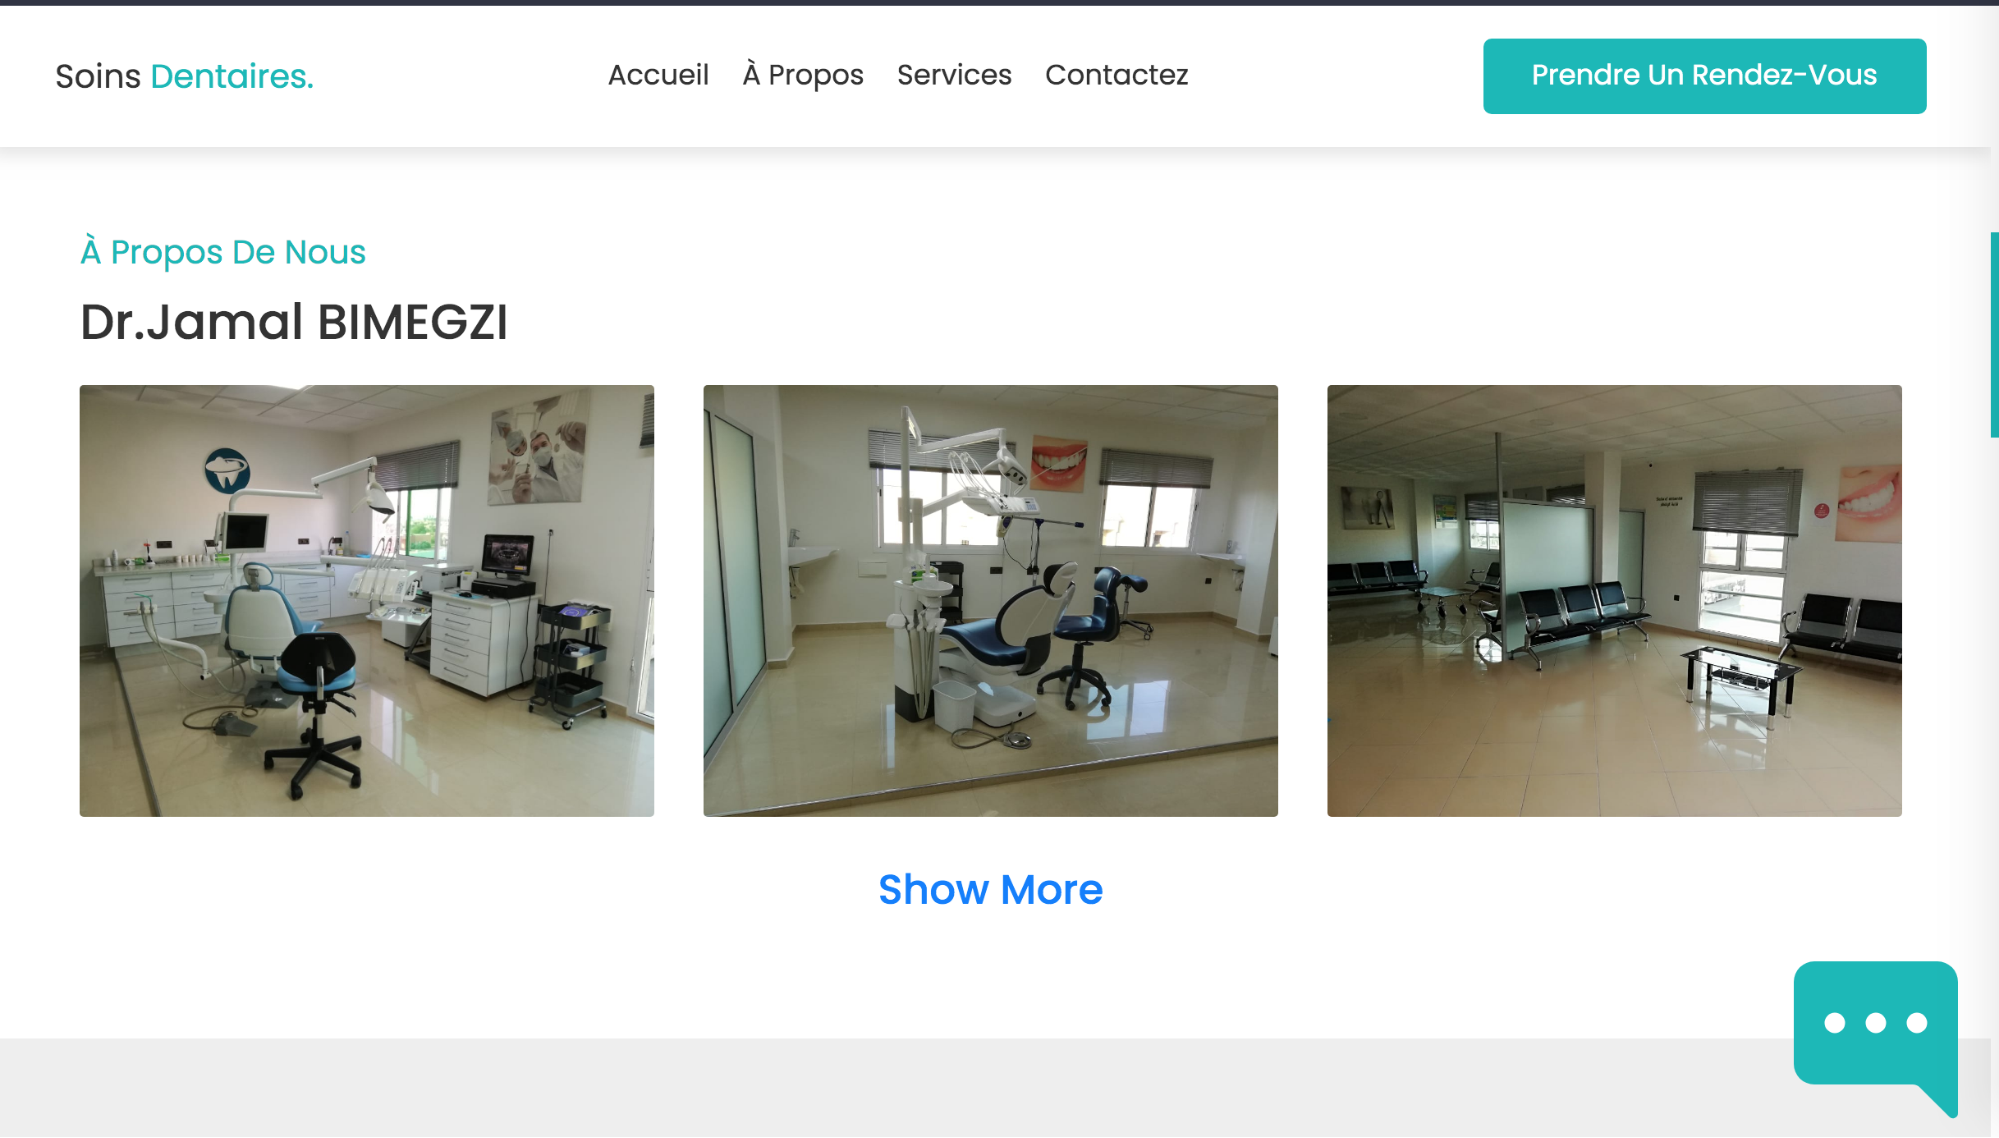 Soins Dentaires.
Accueil À Propos Services Contactez
Prendre Un Rendez-Vous
À Propos De Nous
Dr.Jamal BIMEGZI
Show More